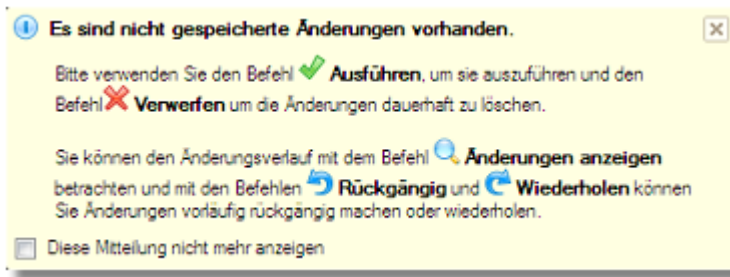 Es sind nicht gespeicherte Änderungen vorhanden.
Bitte verwenden Sie den Befehl Ausführen, um sie auszuführen und den
Befehl Verwerfen um die Änderungen dauerhaft zu löschen.
Sie können den Änderungsverlauf mit dem Befehl Änderungen anzeigen
betrachten und mit den Befehlen Rückgängig und Wiederholen können
Sie Änderungen vorläufig rückgängig machen oder wiederholen.
Diese Mitteilung nicht mehr anzeigen